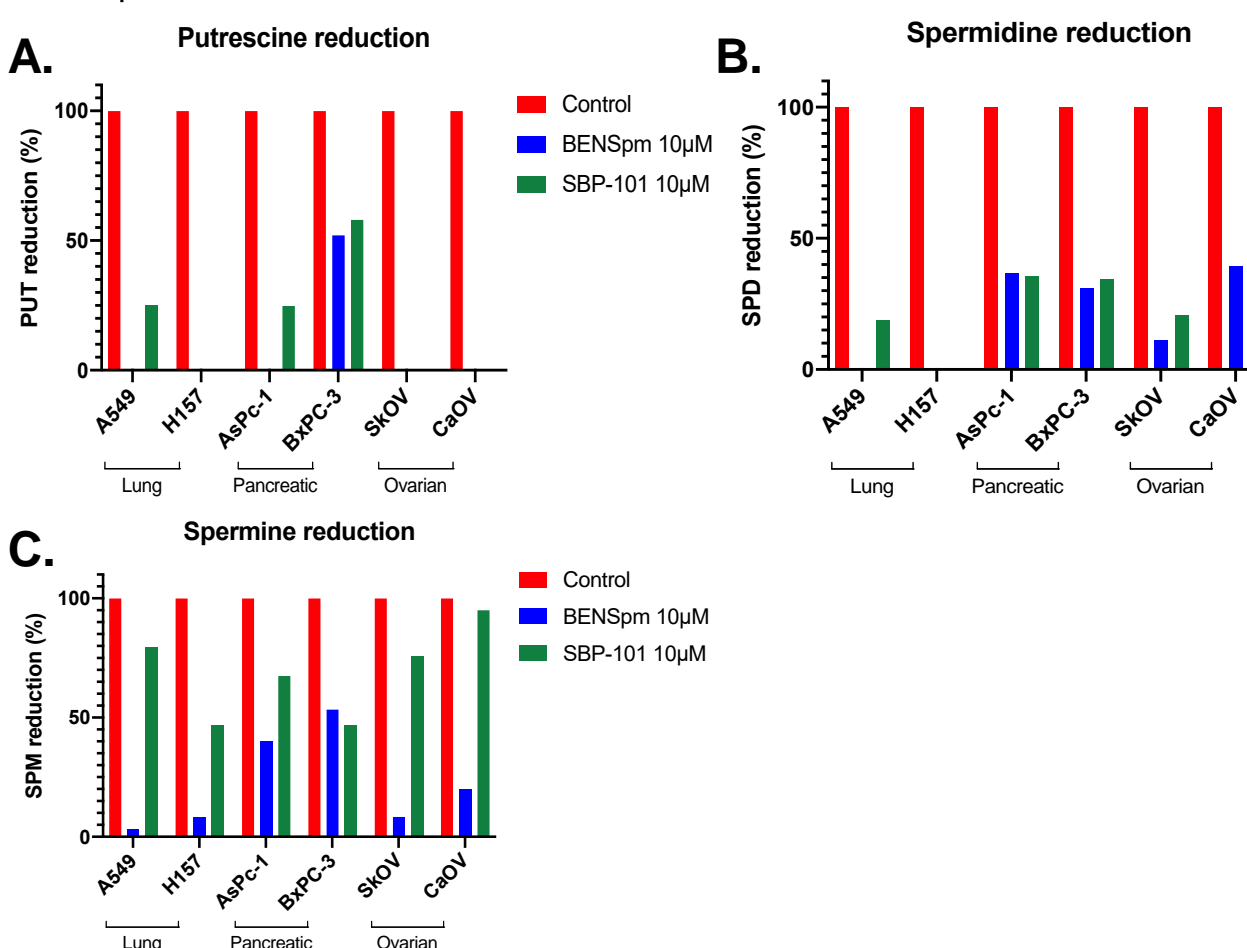 A.
Putrescine reduction
PUT reduction (%)
100
50
0
A549
H157
AsPc-1
BxPC-3
SkOV
CaOV
Lung
Pancreatic
Ovarian
Control
BENSpm 10µM
SBP-101 10µM
B.
Spermidine reduction
SPD reduction (%)
100
50
0
A549
H157
AsPc-1
BxPC-3
SkOV
CaOV
Lung
Pancreatic
Ovarian
C.
Spermine reduction
SPM reduction (%)
100
50
0
A549
H157
AsPc-1
BxPC-3
SkOV
CaOV
Lung
Pancreatic
Ovarian
Control
BENSpm 10µM
SBP-101 10µM